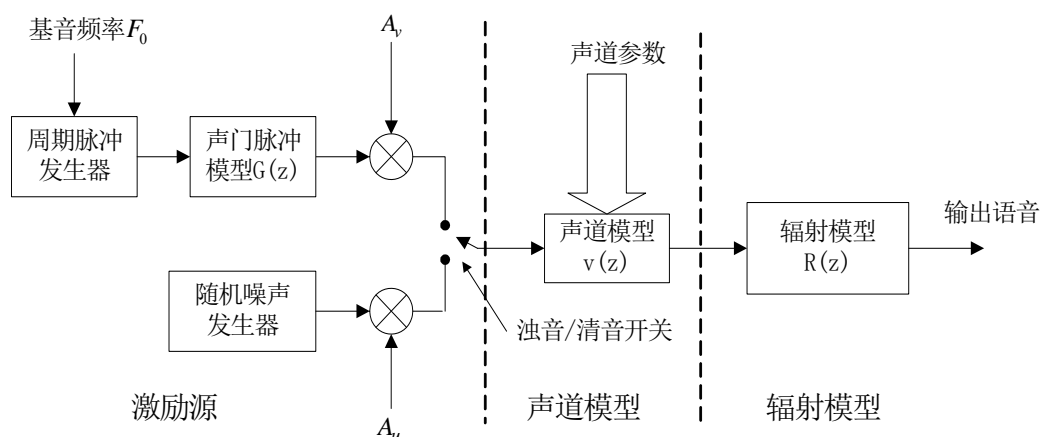 基音频率F₀
Aᵥ
声道参数
周期脉冲
发生器
声门脉冲
模型G(z)
声道模型
v(z)
辐射模型
R(z)
输出语音
随机噪声
发生器
浊音/清音开关
激励源
Aᵤ
声道模型
辐射模型